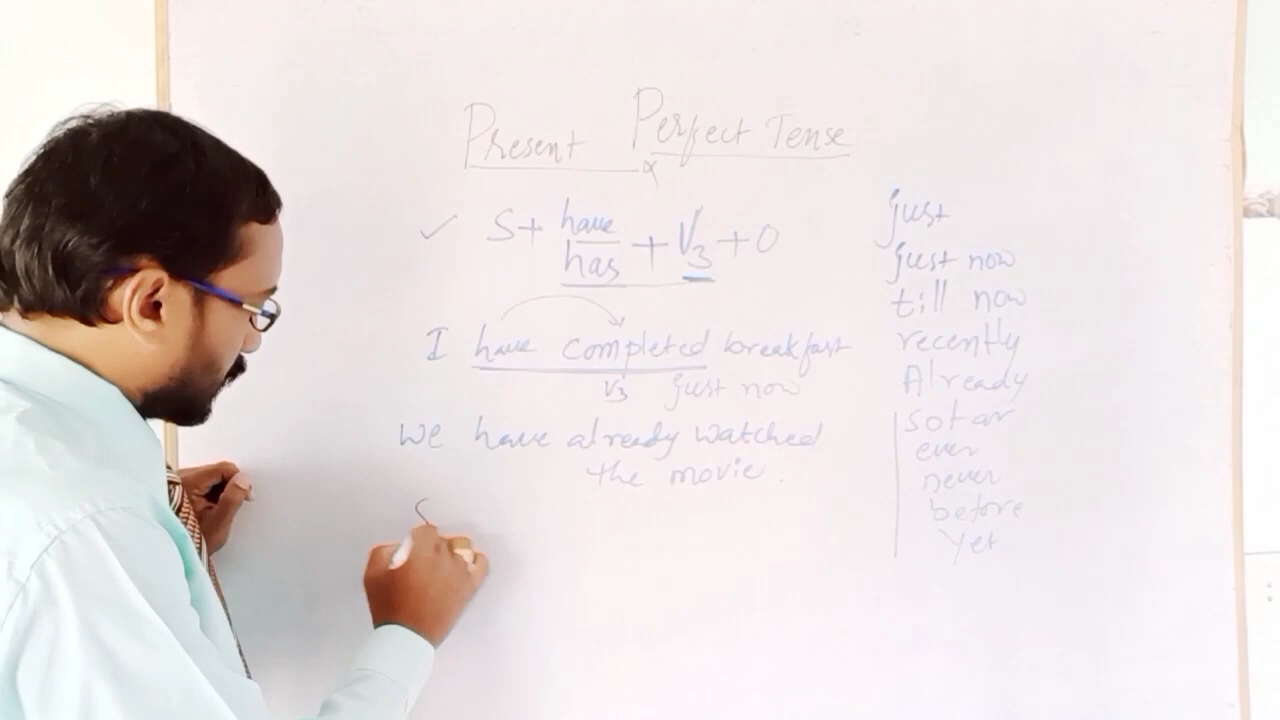 Present Perfect Tense
✓ S + have/has + V3 + O
I have completed breakfast
V3 just now
We have already watched
the movie.
S
just
just now
till now
recently
Already
so far
ever
never
before
yet